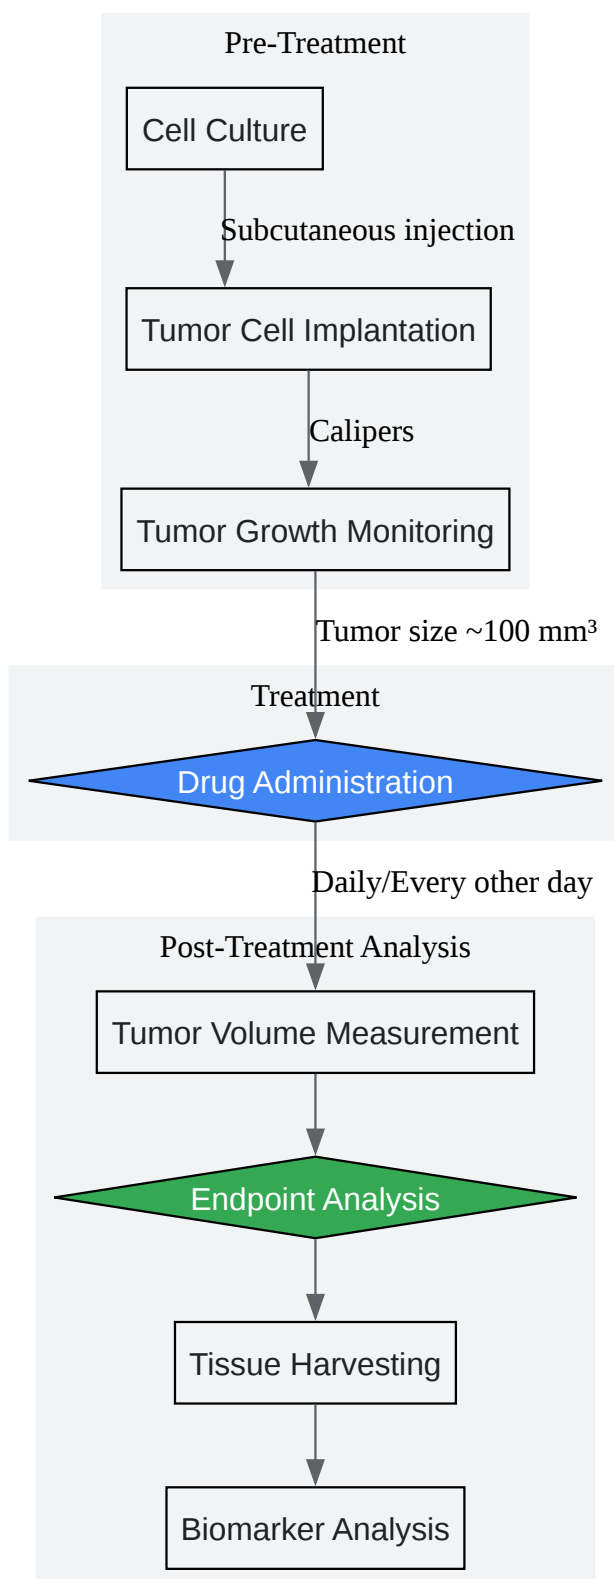 Pre-Treatment
Cell Culture
Subcutaneous injection
Tumor Cell Implantation
Calipers
Tumor Growth Monitoring
Tumor size ~100 mm³
Treatment
Drug Administration
Daily/Every other day
Post-Treatment Analysis
Tumor Volume Measurement
Endpoint Analysis
Tissue Harvesting
Biomarker Analysis